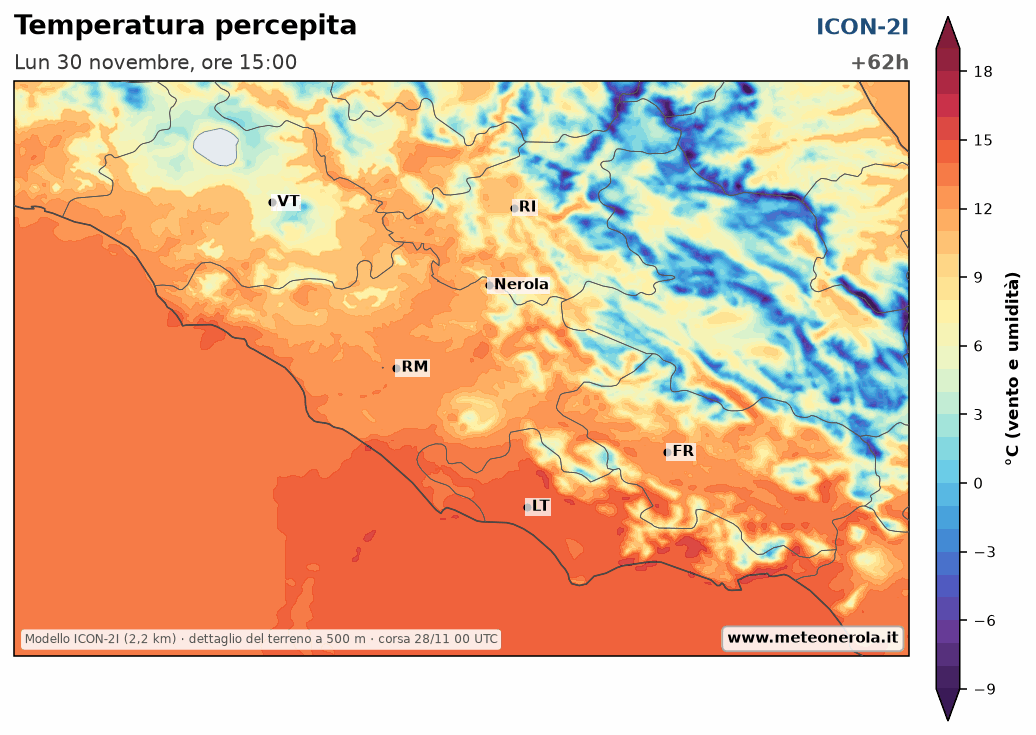 Temperatura percepita
ICON-2I
Lun 30 novembre, ore 15:00
+62h
VT
RI
Nerola
RM
FR
LT
Modello ICON-2I (2,2 km) · dettaglio del terreno a 500 m · corsa 28/11 00 UTC
www.meteonerola.it
18
15
12
9
6
3
0
−3
−6
−9
°C (vento e umidità)